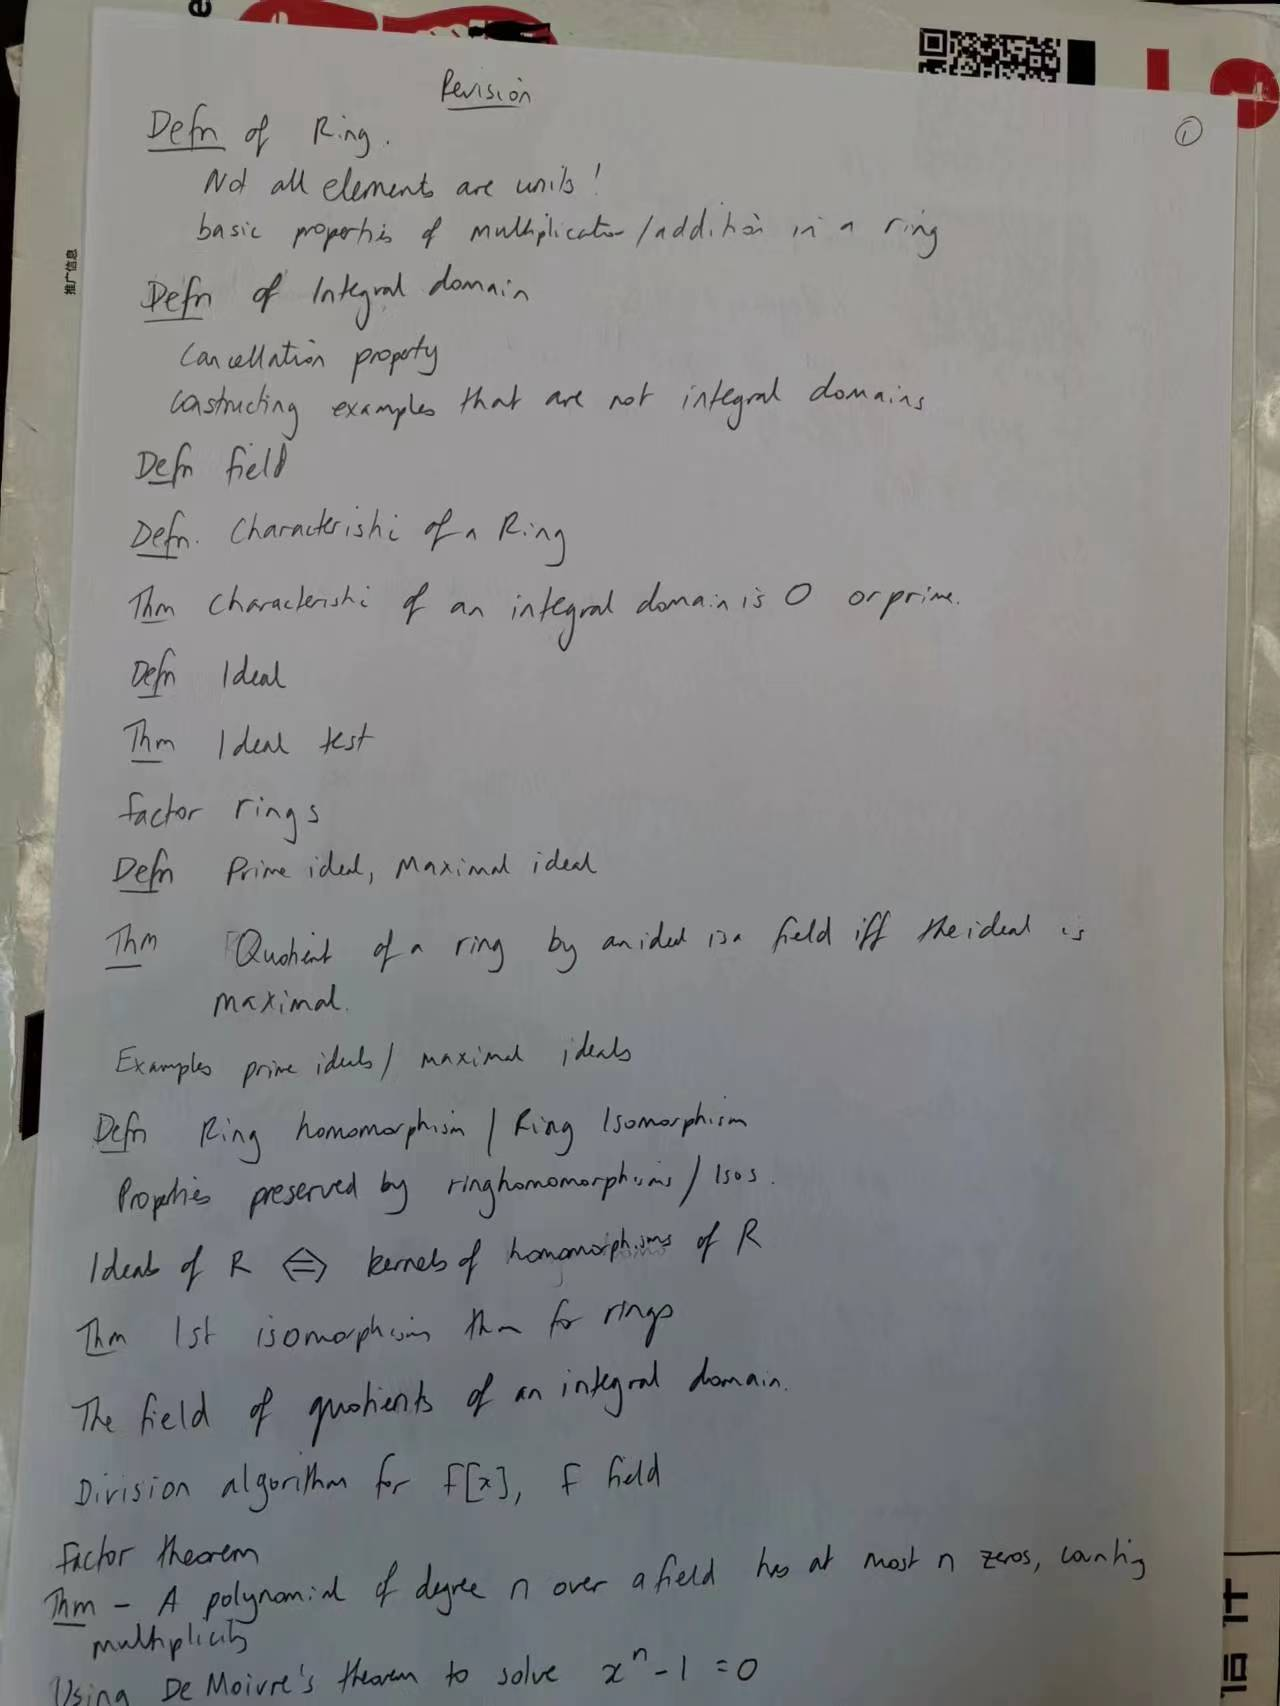 Revision
①
Defn of Ring.
Not all elements are units!
basic properties of multiplication/addition in a ring
推广信息
Defn of Integral domain
Cancellation property
Costructing examples that are not integral domains
Defn field
Defn. Characteristic of a Ring
Thm Characteristic of an integral domain is 0 or prime.
Defn Ideal
Thm Ideal test
factor rings
Defn Prime ideal, Maximal ideal
Thm Quotient of a ring by an ideal is a field iff the ideal is
maximal.
Examples prime ideals/ maximal ideals
Defn Ring homomorphism / Ring Isomorphism
Properties preserved by ring homomorphisms / Isos.
Ideals of R ⇔ kernels of homomorphisms of R
Thm 1st isomorphism thm for rings
The field of quotients of an integral domain.
Division algorithm for F[x], F field
Factor theorem
Thm - A polynomial of degree n over a field has at most n zeros, counting
multiplicity
Using De Moivre's theorem to solve xⁿ-1 = 0